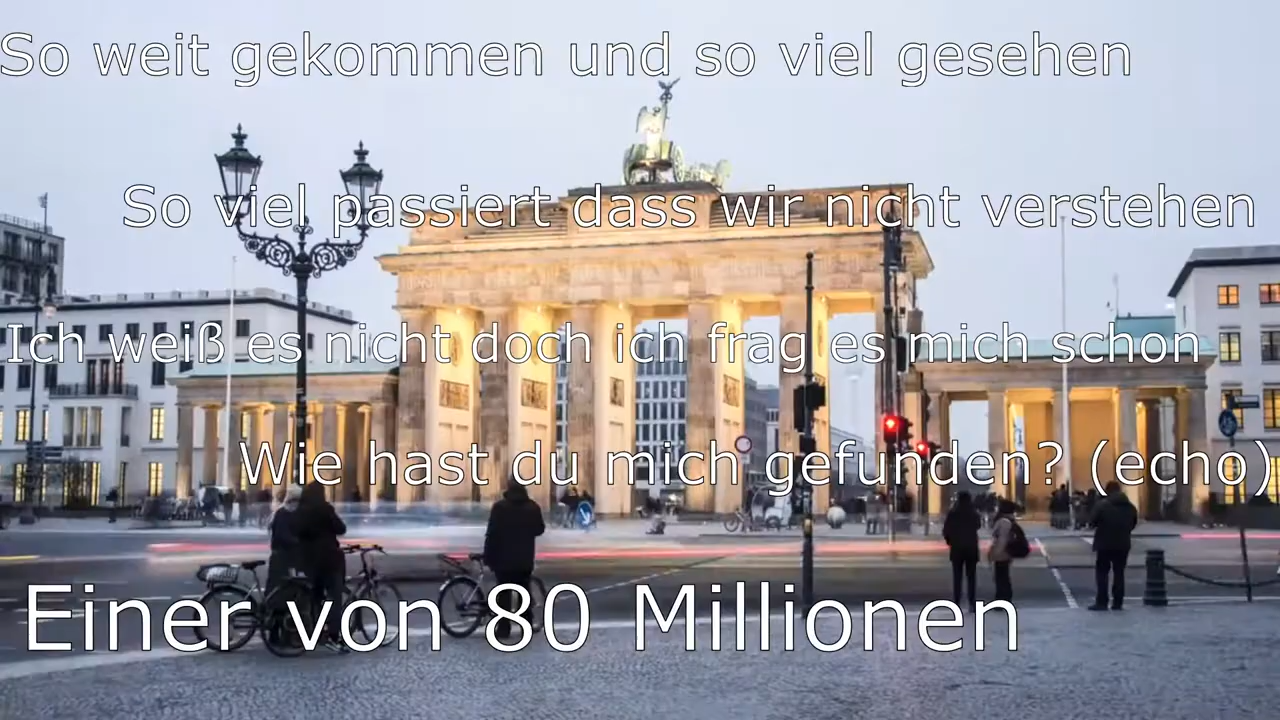 So weit gekommen und so viel gesehen
So viel passiert dass wir nicht verstehen
Ich weiß es nicht doch ich frag es mich schon
Wie hast du mich gefunden? (echo)
Einer von 80 Millionen